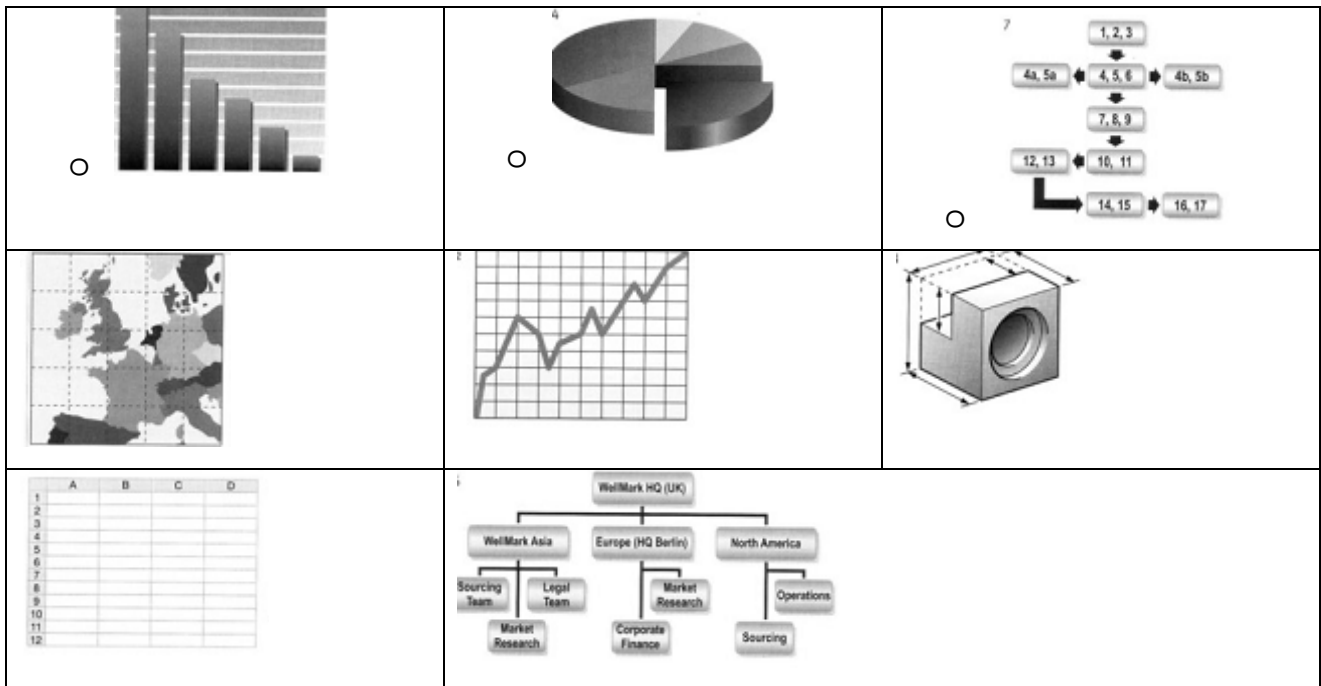 4
7
1, 2, 3
4a, 5a
4, 5, 6
4b, 5b
7, 8, 9
12, 13
10, 11
14, 15
16, 17
2
A B C D
1
2
3
4
5
6
7
8
9
10
11
12
WellMark HQ (UK)
WellMark Asia
Europe (HQ Berlin)
North America
Sourcing
Team
Legal
Team
Market
Research
Operations
Market
Research
Corporate
Finance
Sourcing